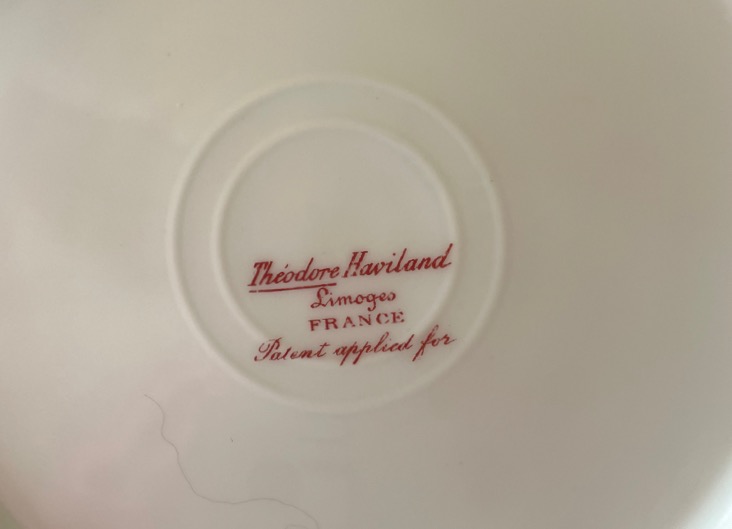 Théodore Haviland
Limoges
FRANCE
Patent applied for